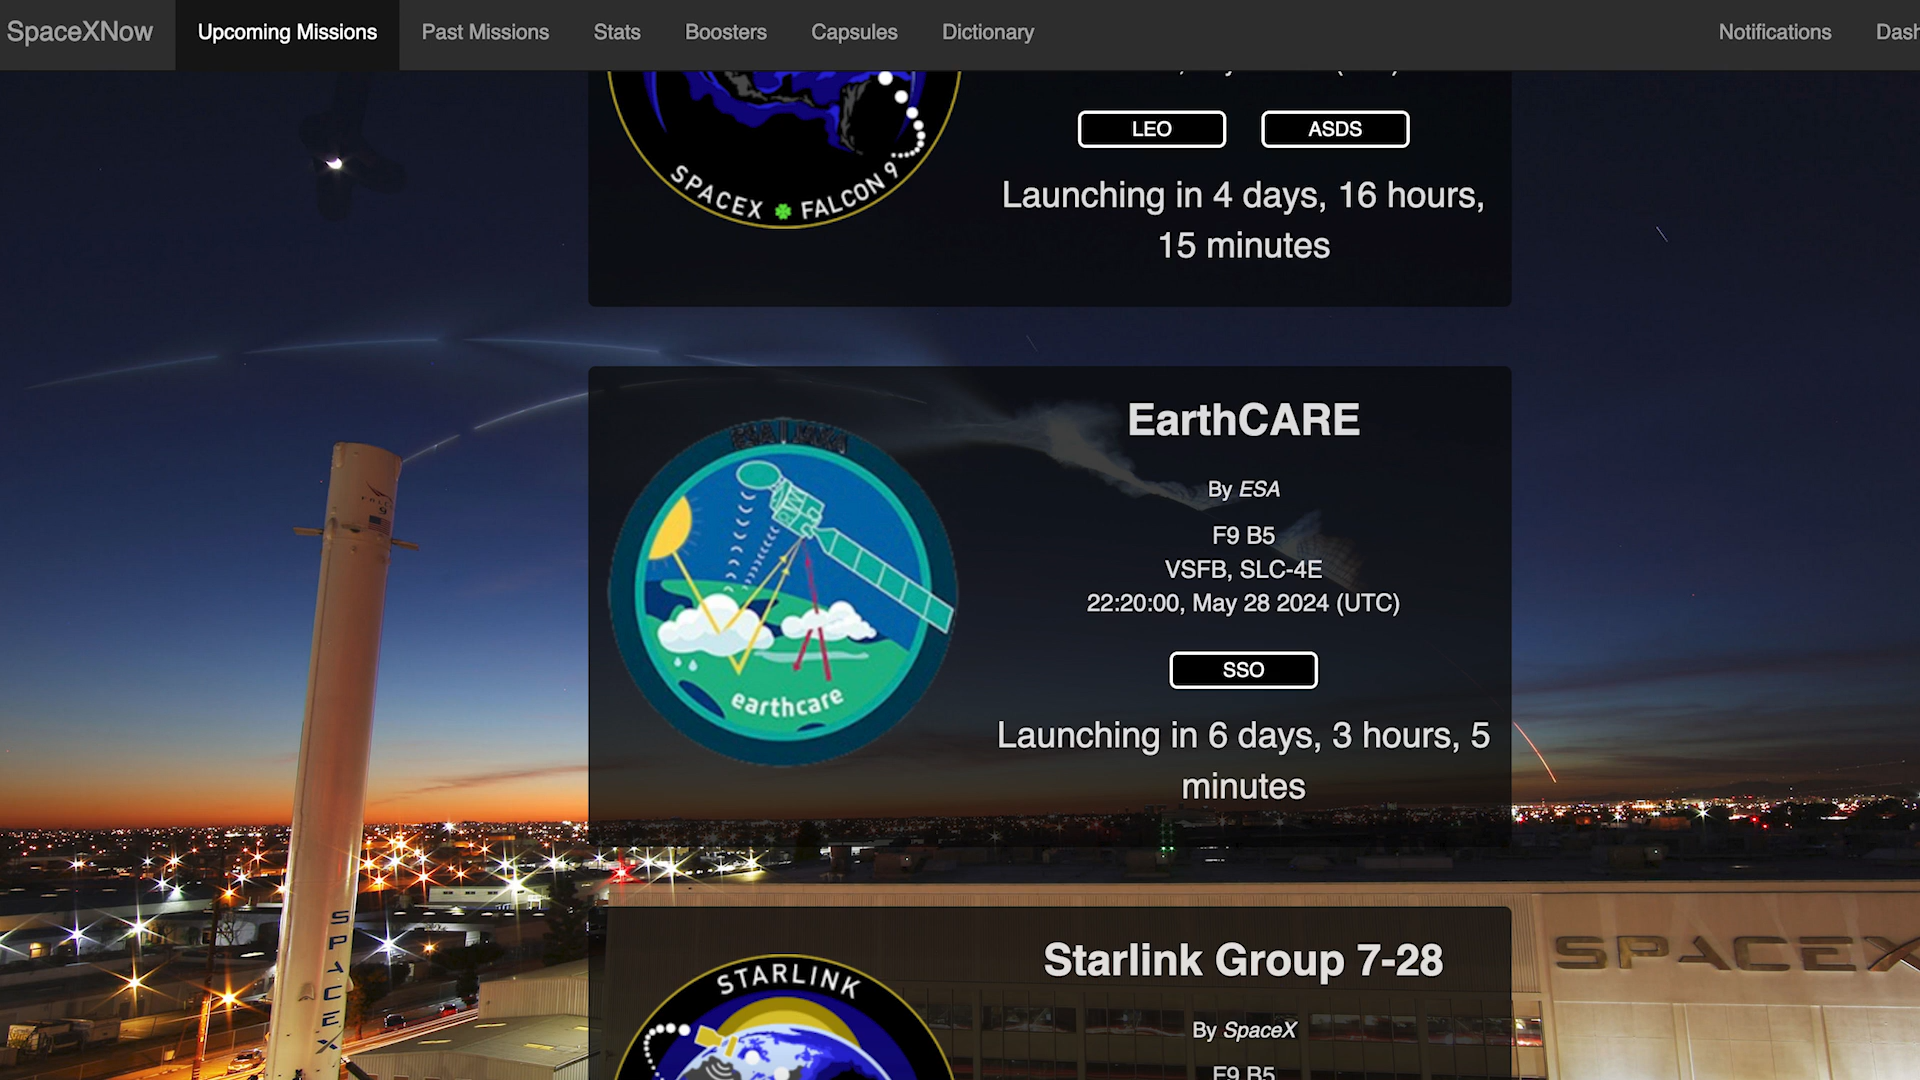 SpaceXNow
Upcoming Missions
Past Missions
Stats
Boosters
Capsules
Dictionary
Notifications
SPACEX FALCON 9
LEO
ASDS
Launching in 4 days, 16 hours,
15 minutes
EarthCARE
By ESA
F9 B5
VSFB, SLC-4E
22:20:00, May 28 2024 (UTC)
SSO
Launching in 6 days, 3 hours, 5
minutes
earthcare
Starlink Group 7-28
By SpaceX
F9 B5
STARLINK
SPACEX
SPACEX